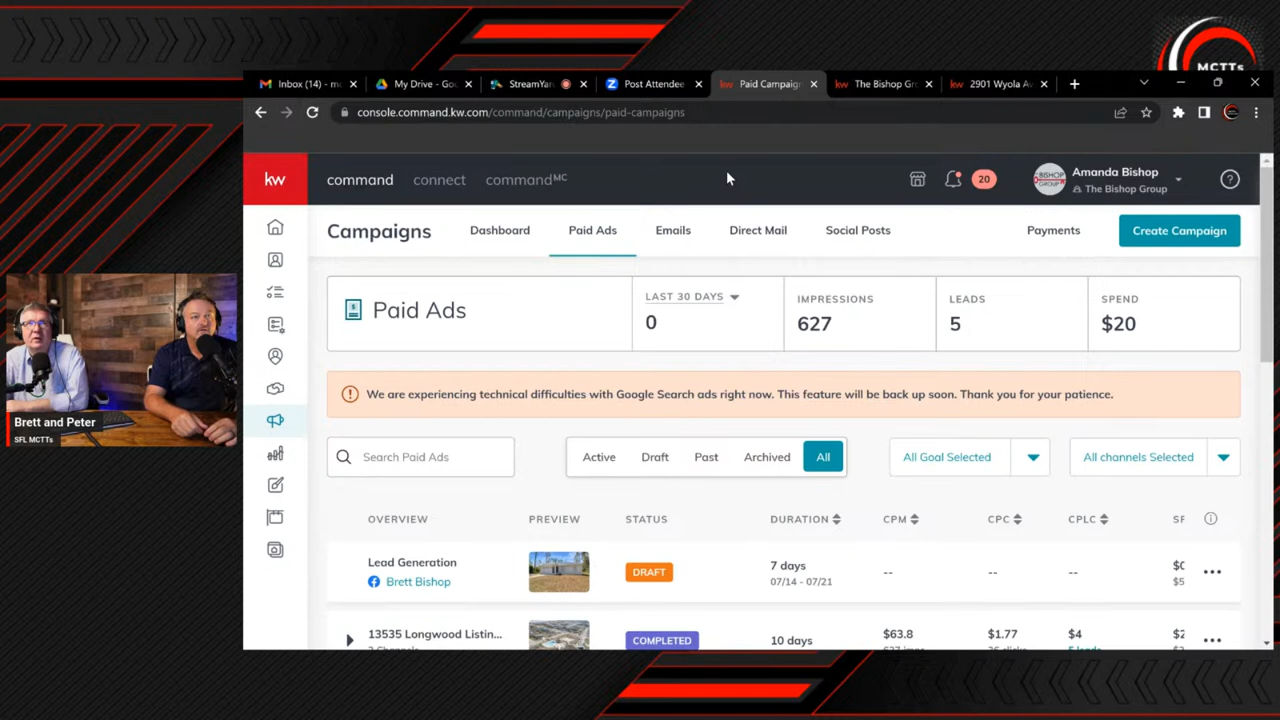 MCTTs
Inbox (14) - m
My Drive - Go
StreamYar
Post Attendee
Paid Campaign
The Bishop Gr
2901 Wyola Av
console.command.kw.com/command/campaigns/paid-campaigns
kw
command
connect
commandMC
20
Amanda Bishop
The Bishop Group
Campaigns
Dashboard
Paid Ads
Emails
Direct Mail
Social Posts
Payments
Create Campaign
Paid Ads
LAST 30 DAYS
0
IMPRESSIONS
627
LEADS
5
SPEND
$20
We are experiencing technical difficulties with Google Search ads right now. This feature will be back up soon. Thank you for your patience.
Search Paid Ads
Active
Draft
Past
Archived
All
All Goal Selected
All channels Selected
OVERVIEW
PREVIEW
STATUS
DURATION
CPM
CPC
CPLC
SF
Lead Generation
Brett Bishop
DRAFT
7 days
07/14 - 07/21
--
--
--
$0
$5
13535 Longwood Listin...
COMPLETED
10 days
$63.8
$1.77
$4
Brett and Peter
SFL MCTTs